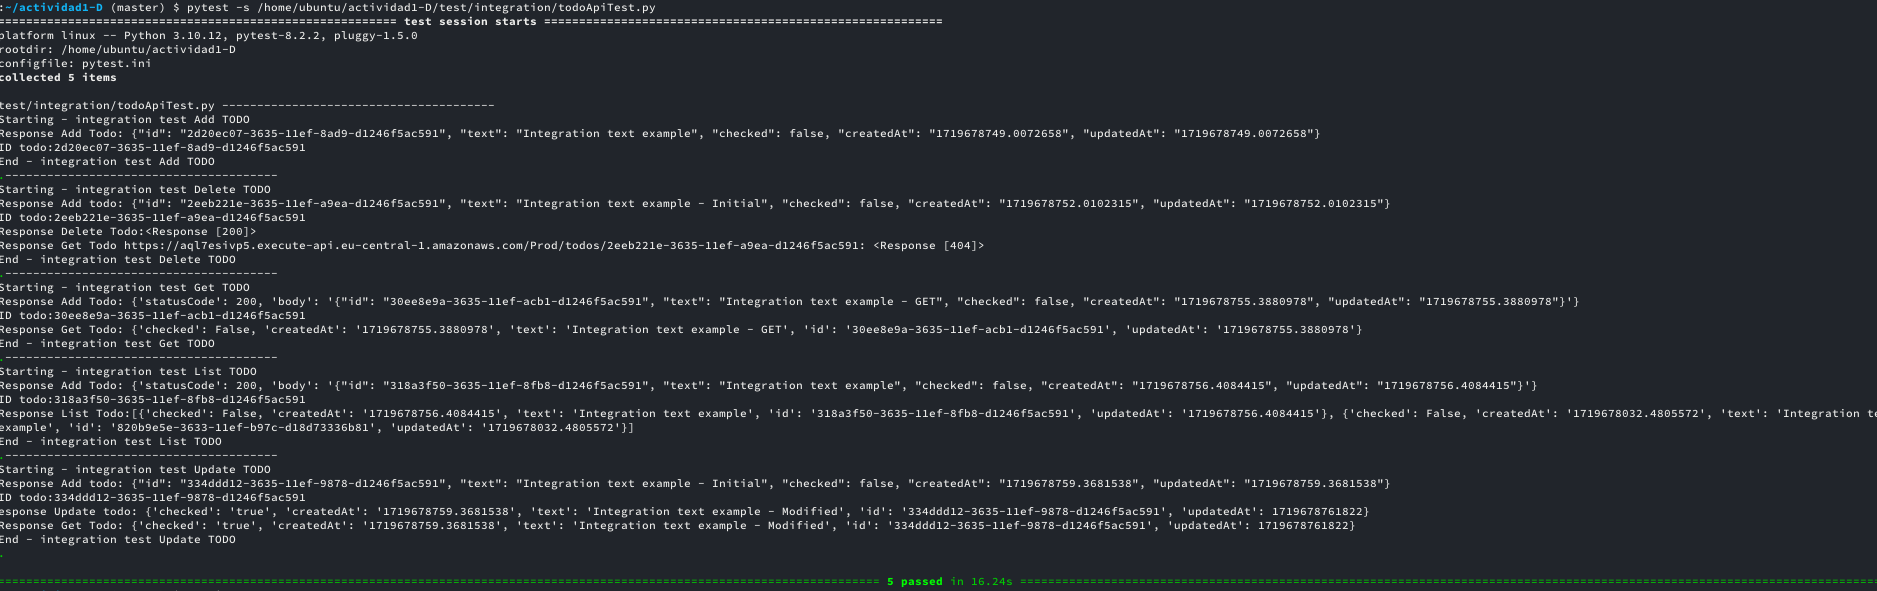 :~/actividad1-D (master) $ pytest -s /home/ubuntu/actividad1-D/test/integration/todoApiTest.py
========================================================= test session starts =========================================================
platform linux -- Python 3.10.12, pytest-8.2.2, pluggy-1.5.0
rootdir: /home/ubuntu/actividad1-D
configfile: pytest.ini
collected 5 items
test/integration/todoApiTest.py ---------------------------------------
Starting - integration test Add TODO
Response Add Todo: {"id": "2d20ec07-3635-11ef-8ad9-d1246f5ac591", "text": "Integration text example", "checked": false, "createdAt": "1719678749.0072658", "updatedAt": "1719678749.0072658"}
ID todo:2d20ec07-3635-11ef-8ad9-d1246f5ac591
End - integration test Add TODO
.---------------------------------------
Starting - integration test Delete TODO
Response Add todo: {"id": "2eeb221e-3635-11ef-a9ea-d1246f5ac591", "text": "Integration text example - Initial", "checked": false, "createdAt": "1719678752.0102315", "updatedAt": "1719678752.0102315"}
ID todo:2eeb221e-3635-11ef-a9ea-d1246f5ac591
Response Delete Todo:<Response [200]>
Response Get Todo https://aql7esivp5.execute-api.eu-central-1.amazonaws.com/Prod/todos/2eeb221e-3635-11ef-a9ea-d1246f5ac591: <Response [404]>
End - integration test Delete TODO
.---------------------------------------
Starting - integration test Get TODO
Response Add Todo: {'statusCode': 200, 'body': '{"id": "30ee8e9a-3635-11ef-acb1-d1246f5ac591", "text": "Integration text example - GET", "checked": false, "createdAt": "1719678755.3880978", "updatedAt": "1719678755.3880978"}'}
ID todo:30ee8e9a-3635-11ef-acb1-d1246f5ac591
Response Get Todo: {'checked': False, 'createdAt': '1719678755.3880978', 'text': 'Integration text example - GET', 'id': '30ee8e9a-3635-11ef-acb1-d1246f5ac591', 'updatedAt': '1719678755.3880978'}
End - integration test Get TODO
.---------------------------------------
Starting - integration test List TODO
Response Add Todo: {'statusCode': 200, 'body': '{"id": "318a3f50-3635-11ef-8fb8-d1246f5ac591", "text": "Integration text example", "checked": false, "createdAt": "1719678756.4084415", "updatedAt": "1719678756.4084415"}'}
ID todo:318a3f50-3635-11ef-8fb8-d1246f5ac591
Response List Todo:[{'checked': False, 'createdAt': '1719678756.4084415', 'text': 'Integration text example', 'id': '318a3f50-3635-11ef-8fb8-d1246f5ac591', 'updatedAt': '1719678756.4084415'}, {'checked': False, 'createdAt': '1719678032.4805572', 'text': 'Integration te
example', 'id': '820b9e5e-3633-11ef-b97c-d18d73336b81', 'updatedAt': '1719678032.4805572'}]
End - integration test List TODO
.---------------------------------------
Starting - integration test Update TODO
Response Add todo: {"id": "334ddd12-3635-11ef-9878-d1246f5ac591", "text": "Integration text example - Initial", "checked": false, "createdAt": "1719678759.3681538", "updatedAt": "1719678759.3681538"}
ID todo:334ddd12-3635-11ef-9878-d1246f5ac591
esponse Update todo: {'checked': 'true', 'createdAt': '1719678759.3681538', 'text': 'Integration text example - Modified', 'id': '334ddd12-3635-11ef-9878-d1246f5ac591', 'updatedAt': 1719678761822}
Response Get Todo: {'checked': 'true', 'createdAt': '1719678759.3681538', 'text': 'Integration text example - Modified', 'id': '334ddd12-3635-11ef-9878-d1246f5ac591', 'updatedAt': 1719678761822}
End - integration test Update TODO
.
========================================================= 5 passed in 16.24s =========================================================